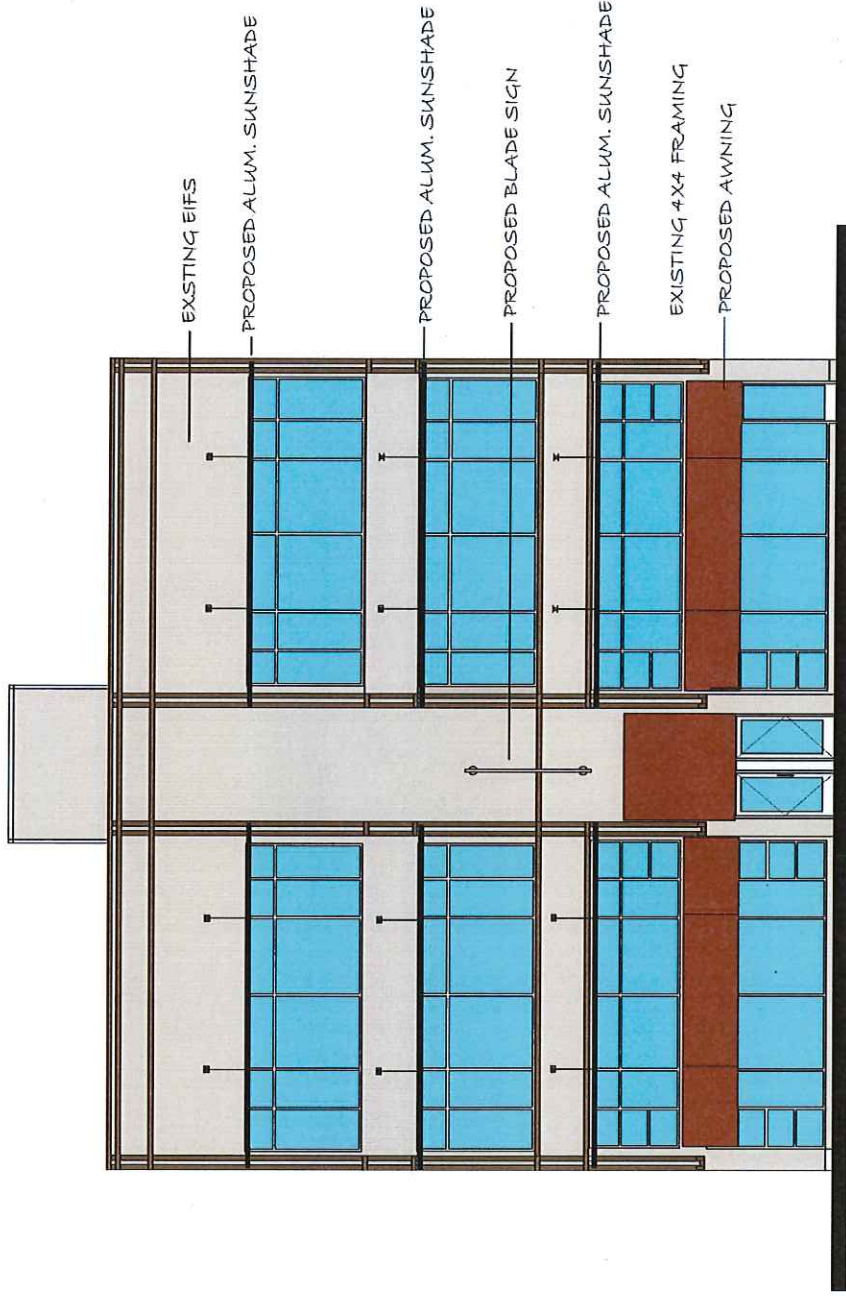 EXSTING EIFS
PROPOSED ALUM. SUNSHADE
PROPOSED ALUM. SUNSHADE
PROPOSED BLADE SIGN
PROPOSED ALUM. SUNSHADE
EXISTING 4X4 FRAMING
PROPOSED AWNING